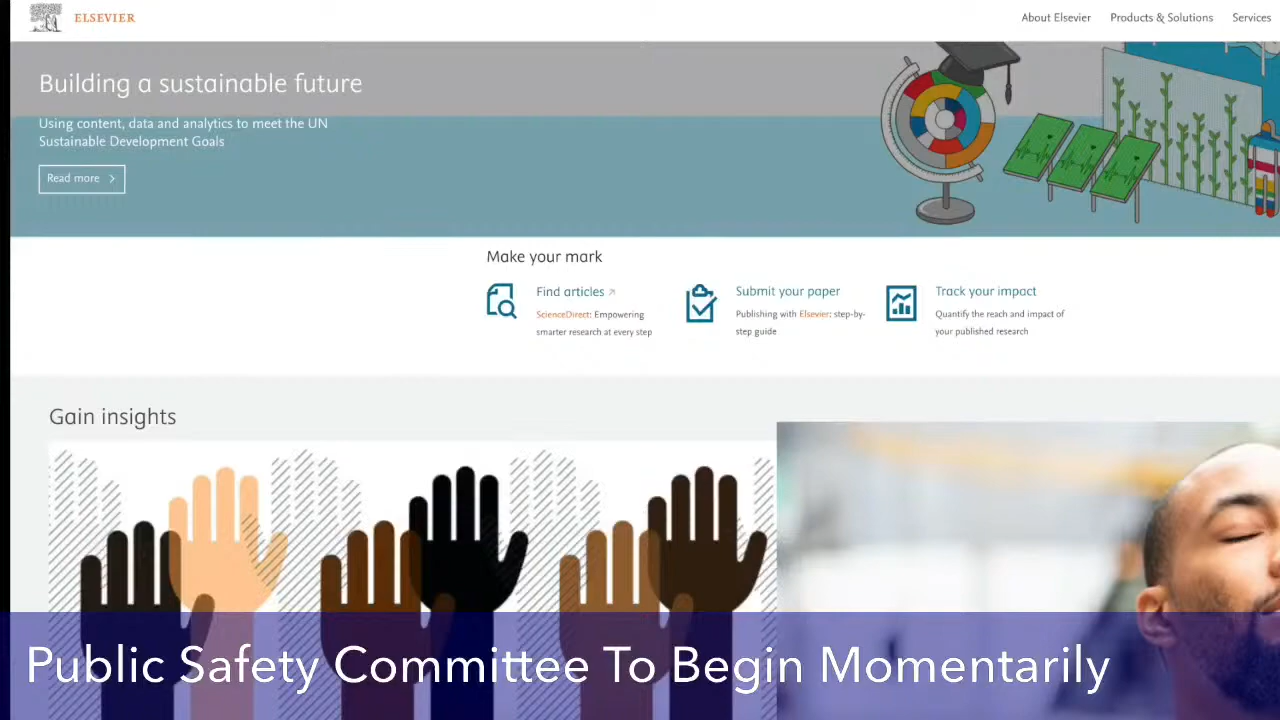 ELSEVIER
About Elsevier
Products & Solutions
Services
Building a sustainable future
Using content, data and analytics to meet the UN
Sustainable Development Goals
Read more
Make your mark
Find articles
ScienceDirect: Empowering
smarter research at every step
Submit your paper
Publishing with Elsevier: step-by-
step guide
Track your impact
Quantify the reach and impact of
your published research
Gain insights
Public Safety Committee To Begin Momentarily